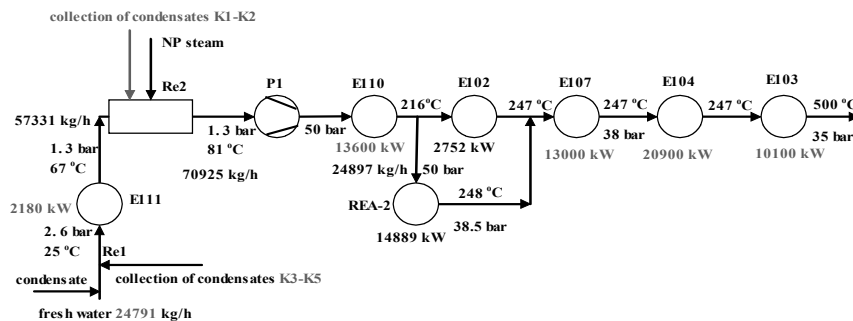 collection of condensates K1-K2
NP steam
Re2
P1
E110
E102
E107
E104
E103
57331 kg/h
216°C
247 °C
247 °C
247 °C
500 °C
1.3 bar
50 bar
1.3 bar
81 °C
13600 kW
2752 kW
13000 kW
38 bar
20900 kW
10100 kW
35 bar
67 °C
70925 kg/h
24897 kg/h
50 bar
E111
2180 kW
REA-2
248 °C
38.5 bar
14889 kW
2. 6 bar
25 °C
Re1
condensate
collection of condensates K3-K5
fresh water 24791 kg/h